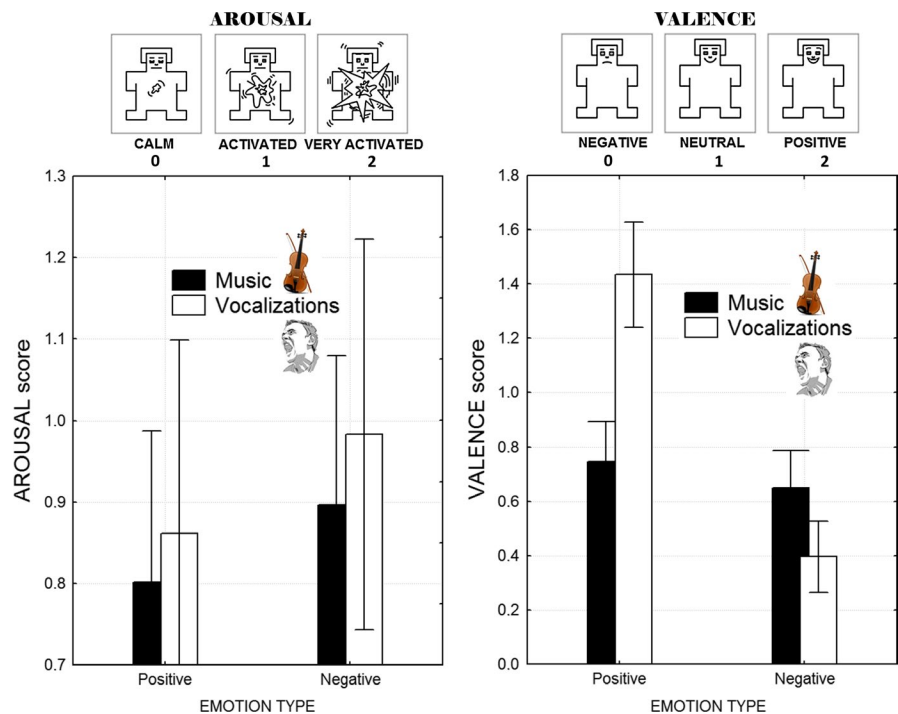 AROUSAL
CALM ACTIVATED VERY ACTIVATED
0 1 2
1.3
1.2
1.1
1.0
0.9
0.8
0.7
AROUSAL score
Music
Vocalizations
Positive Negative
EMOTION TYPE
VALENCE
NEGATIVE NEUTRAL POSITIVE
0 1 2
1.8
1.6
1.4
1.2
1.0
0.8
0.6
0.4
0.2
0.0
VALENCE score
Music
Vocalizations
Positive Negative
EMOTION TYPE